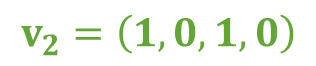 v₂ = (1, 0, 1, 0)